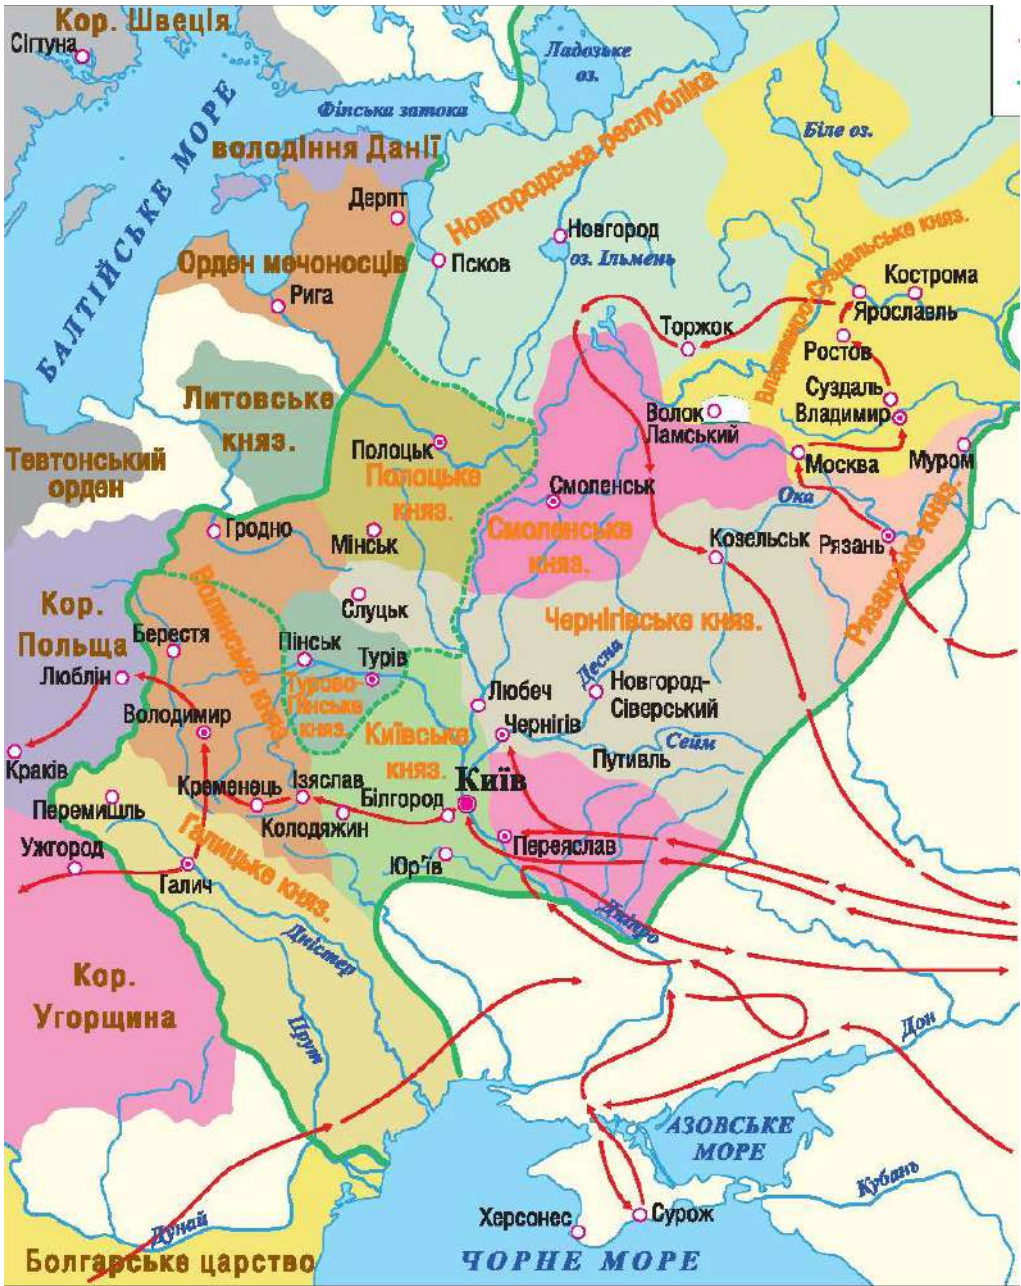 Кор. Швеція
Сігтуна
БАЛТІЙСЬКЕ МОРЕ
Фінська затока
Ладозьке
оз.
Біле оз.
володіння Данії
Новгородська республіка
Дерпт
Новгород
оз. Ільмень
Псков
Орден мечоносців
Рига
Владимиро-Суздальське княз.
Кострома
Ярославль
Торжок
Ростов
Суздаль
Владимир
Волок
Ламський
Москва
Муром
Литовське
княз.
Тевтонський
орден
Полоцьк
Полоцьке
княз.
Смоленськ
Смоленське
княз.
Ока
Рязань
Рязанське княз.
Гродно
Мінськ
Козельськ
Слуцьк
Чернігівське княз.
Кор.
Польща
Волинське княз.
Берестя
Пінськ
Турів
Турово-
Пінське
княз.
Люблін
Володимир
Десна
Любеч
Новгород-
Сіверський
Чернігів
Сейм
Путивль
Київське
княз.
Київ
Краків
Перемишль
Кременець
Ізяслав
Білгород
Колодяжин
Ужгород
Галицьке княз.
Галич
Юр'їв
Переяслав
Дніпро
Дністер
Кор.
Угорщина
Прут
Дон
АЗОВСЬКЕ
МОРЕ
Кубань
Херсонес
Сурож
Дунай
Болгарське царство
ЧОРНЕ МОРЕ